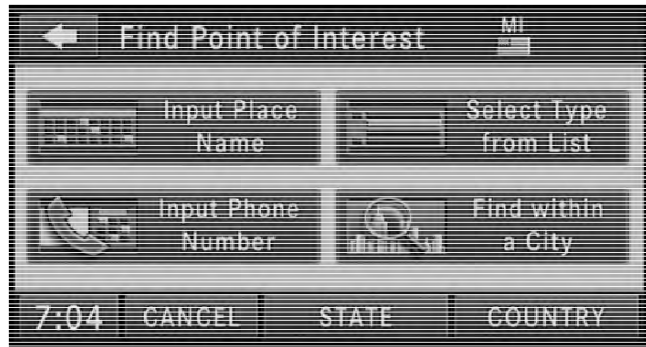 Find Point of Interest
MI
Input Place
Name
Select Type
from List
Input Phone
Number
Find within
a City
7:04
CANCEL
STATE
COUNTRY